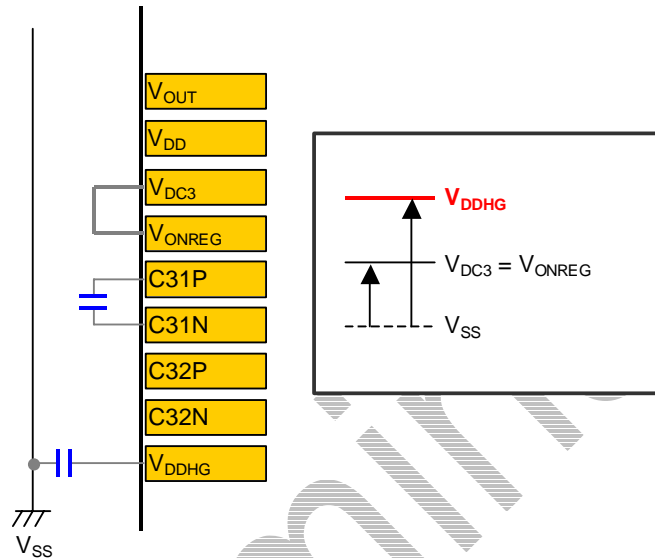 VOUT
VDD
VDC3
VONREG
C31P
C31N
C32P
C32N
VDDHG
VSS
VDDHG
VDC3 = VONREG
VSS